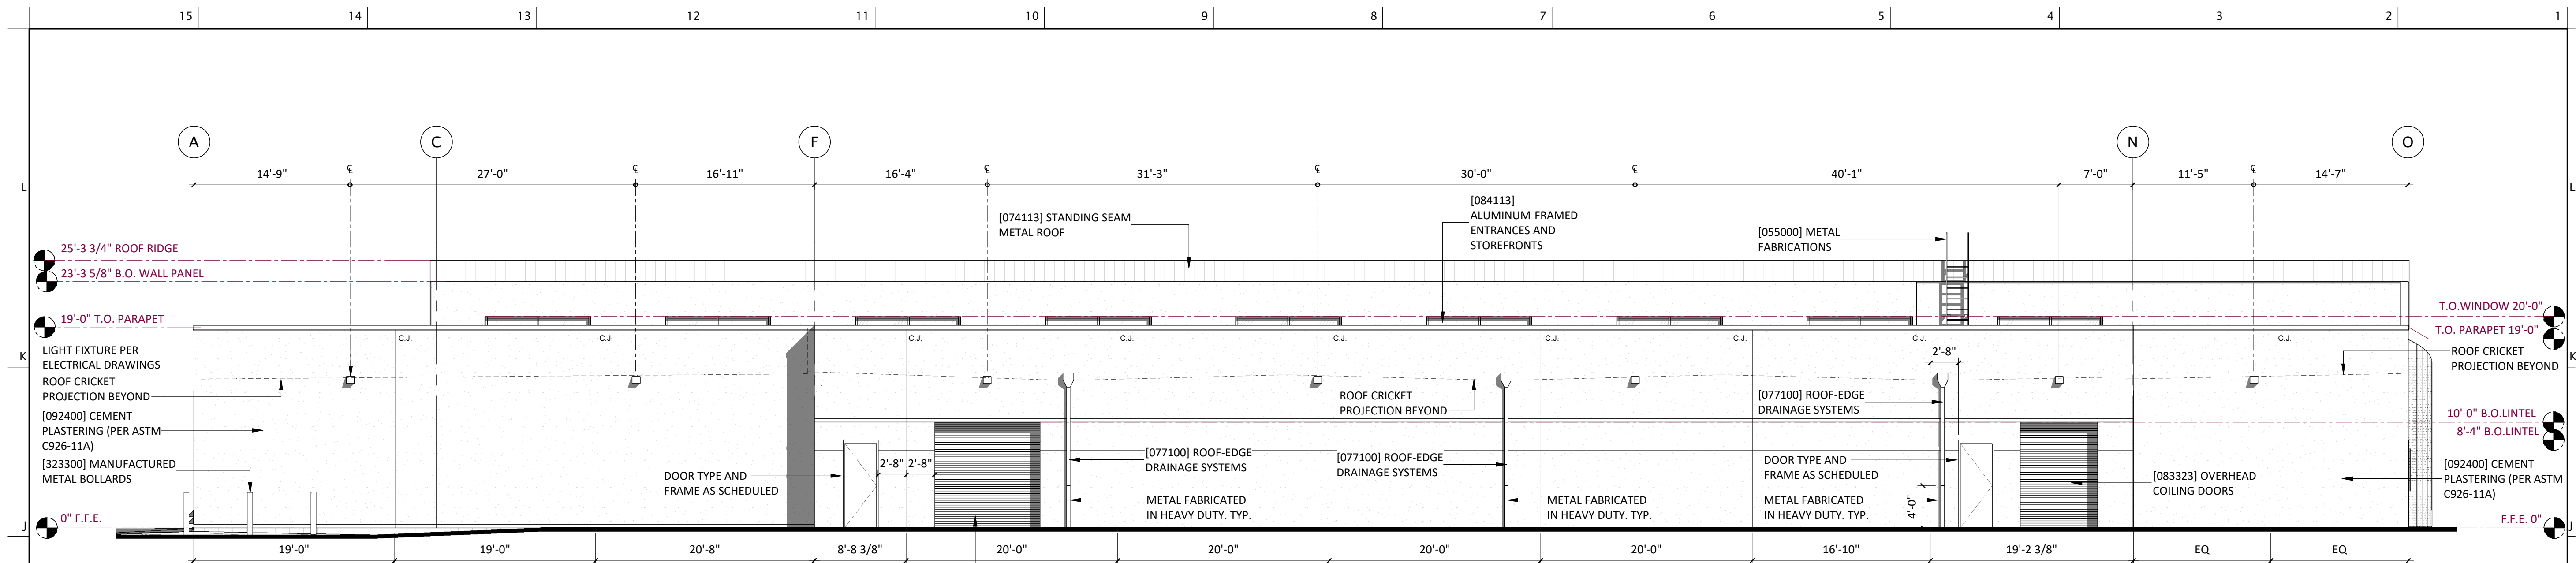 15 14 13 12 11 10 9 8 7 6 5 4 3 2 1
A C F N O
14'-9" ℄ 27'-0" ℄ 16'-11" 16'-4" ℄ 31'-3" ℄ 30'-0" ℄ 40'-1" 7'-0" 11'-5" ℄ 14'-7"
L L
[074113] STANDING SEAM
METAL ROOF
[084113]
ALUMINUM-FRAMED
ENTRANCES AND
STOREFRONTS
[055000] METAL
FABRICATIONS
25'-3 3/4" ROOF RIDGE
23'-3 5/8" B.O. WALL PANEL
19'-0" T.O. PARAPET
T.O.WINDOW 20'-0"
T.O. PARAPET 19'-0"
C.J. C.J. C.J. C.J. C.J. C.J. C.J. C.J. C.J.
K K
LIGHT FIXTURE PER
ELECTRICAL DRAWINGS
ROOF CRICKET
PROJECTION BEYOND
[092400] CEMENT
PLASTERING (PER ASTM
C926-11A)
[323300] MANUFACTURED
METAL BOLLARDS
2'-8"
ROOF CRICKET
PROJECTION BEYOND
ROOF CRICKET
PROJECTION BEYOND
[077100] ROOF-EDGE
DRAINAGE SYSTEMS
10'-0" B.O.LINTEL
8'-4" B.O.LINTEL
DOOR TYPE AND
FRAME AS SCHEDULED
2'-8" 2'-8"
[077100] ROOF-EDGE
DRAINAGE SYSTEMS
METAL FABRICATED
IN HEAVY DUTY. TYP.
[077100] ROOF-EDGE
DRAINAGE SYSTEMS
METAL FABRICATED
IN HEAVY DUTY. TYP.
DOOR TYPE AND
FRAME AS SCHEDULED
METAL FABRICATED
IN HEAVY DUTY. TYP.
4'-0"
[083323] OVERHEAD
COILING DOORS
[092400] CEMENT
PLASTERING (PER ASTM
C926-11A)
J 0" F.F.E.
F.F.E. 0" J
19'-0" 19'-0" 20'-8" 8'-8 3/8" 20'-0" 20'-0" 20'-0" 20'-0" 16'-10" 19'-2 3/8" EQ EQ